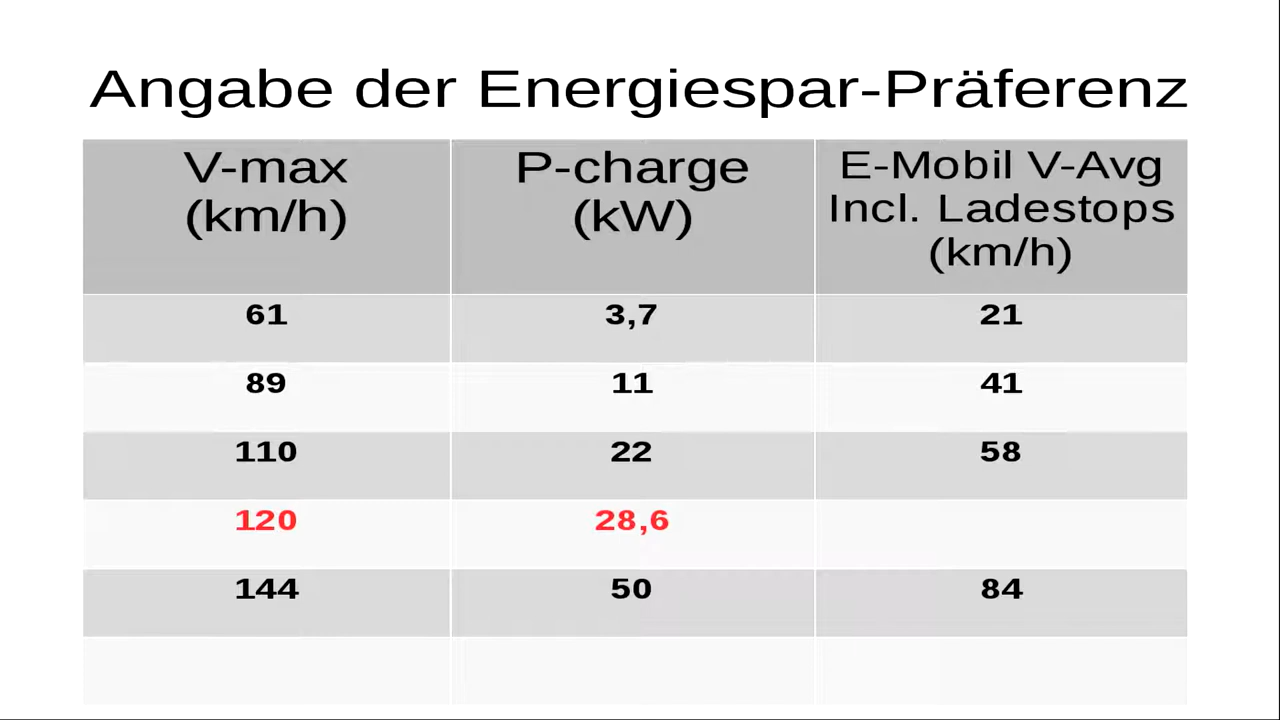 Angabe der Energiespar-Präferenz
V-max
(km/h)
P-charge
(kW)
E-Mobil V-Avg
Incl. Ladestops
(km/h)
61 3,7 21
89 11 41
110 22 58
120 28,6
144 50 84